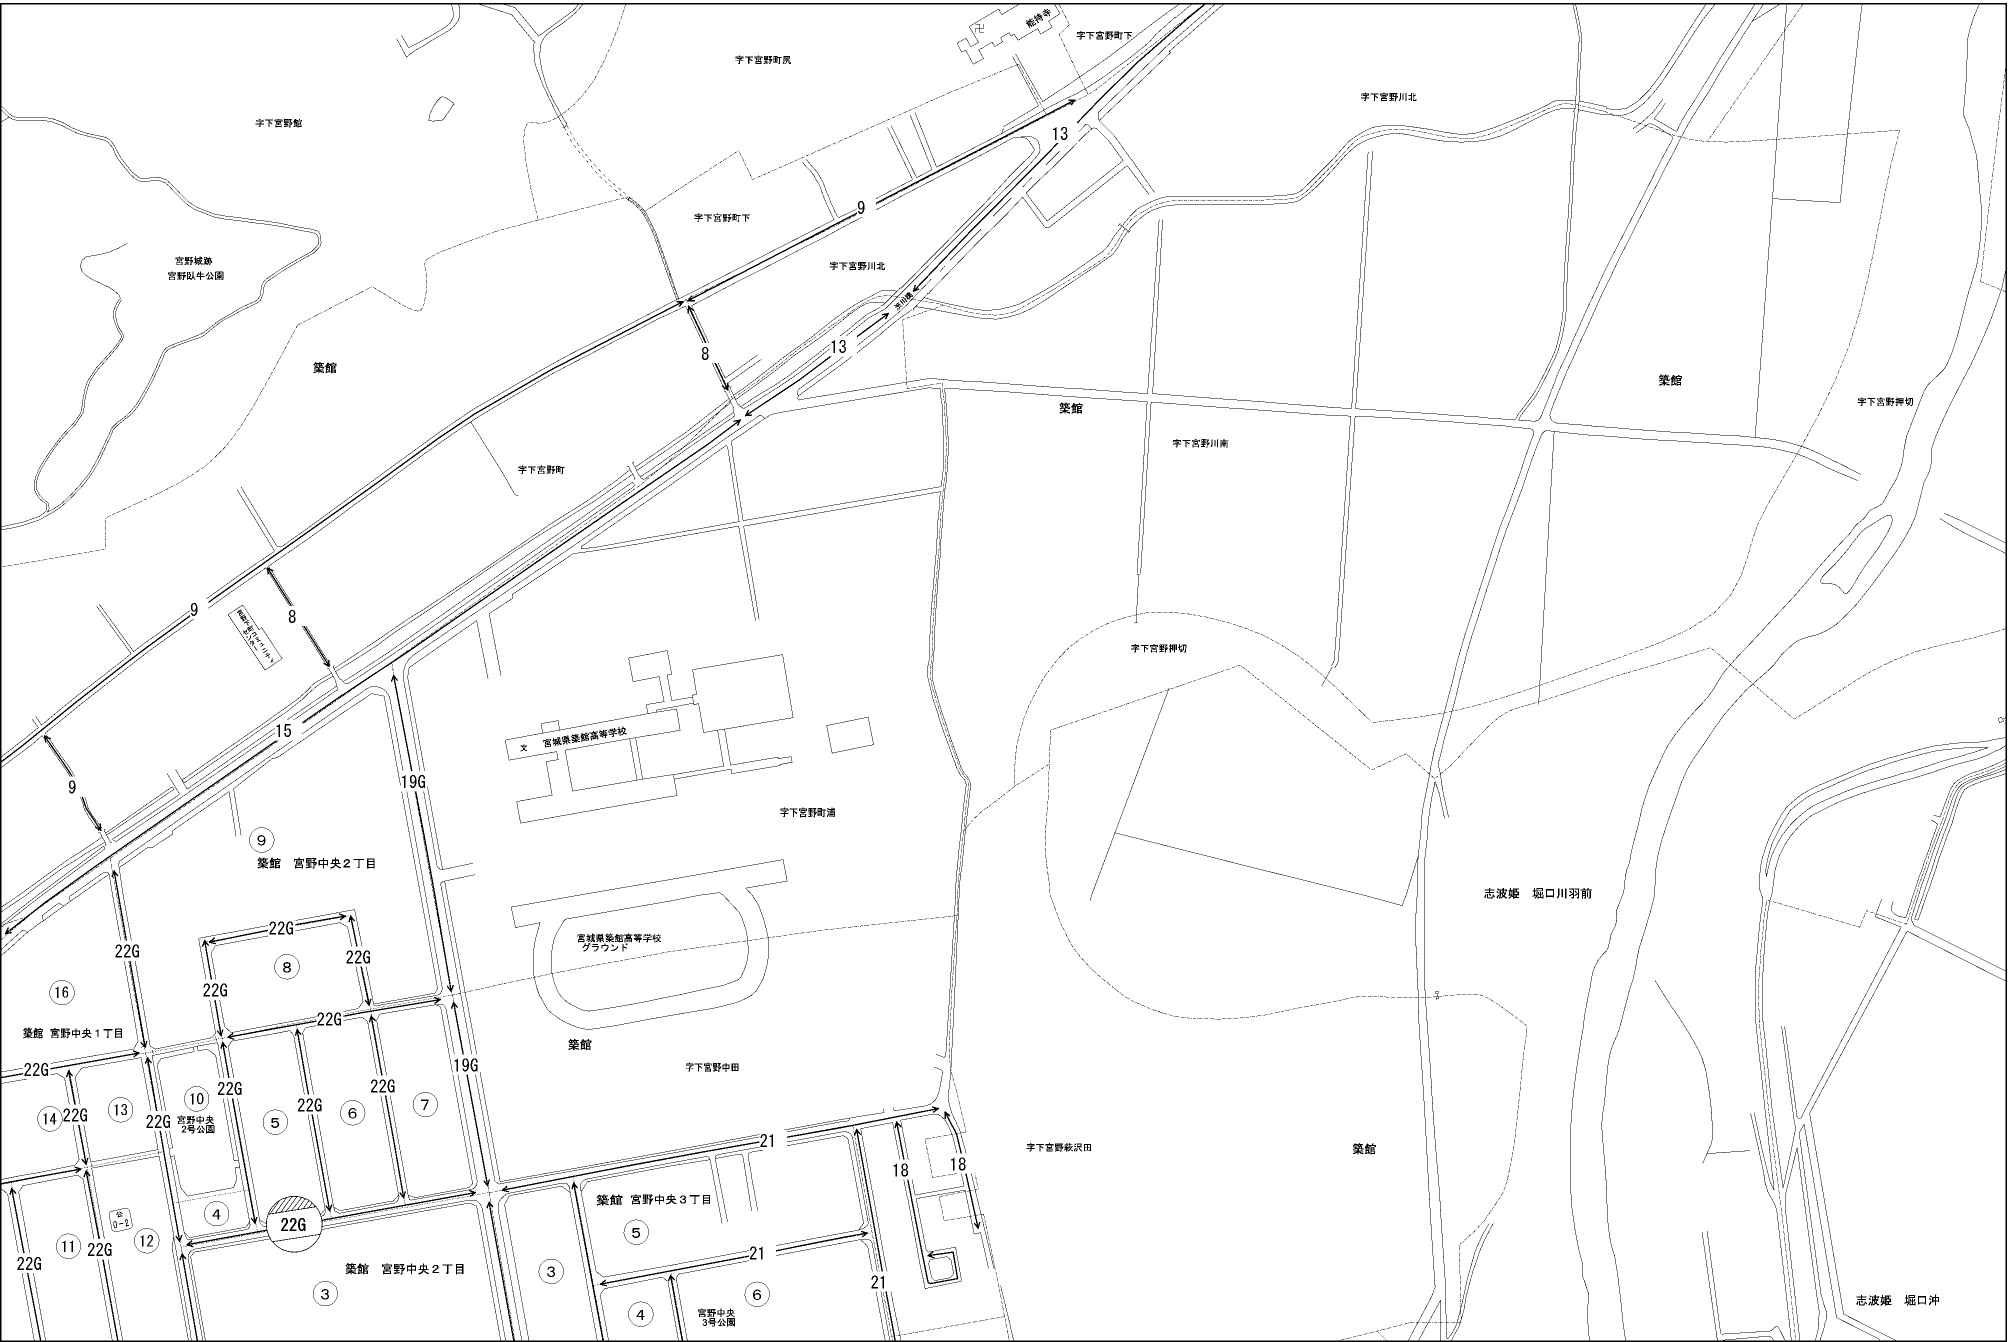 能持寺
字下宮野町下
字下宮野町尻
字下宮野川北
字下宮野館
13
9
字下宮野町下
宮野城跡
宮野臥牛公園
字下宮野川北
8
13
築館
築館
築館
字下宮野押切
字下宮野川南
字下宮野町
9
8
字下宮野押切
15
文 宮城県築館高等学校
19G
9
字下宮野町浦
9
築館 宮野中央2丁目
志波姫 堀口川羽前
22G
22G
宮城県築館高等学校
グラウンド
22G
22G
8
16
22G
築館 宮野中央1丁目
築館
19G
字下宮野中田
22G
22G
22G
22G
10
7
14
22G
13
22G
宮野中央
2号公園
5
6
21
字下宮野萩沢田
築館
18
18
築館 宮野中央3丁目
4
22G
公
0-2
12
11
22G
22G
5
21
築館 宮野中央2丁目
3
3
21
4
6
宮野中央
3号公園
志波姫 堀口沖